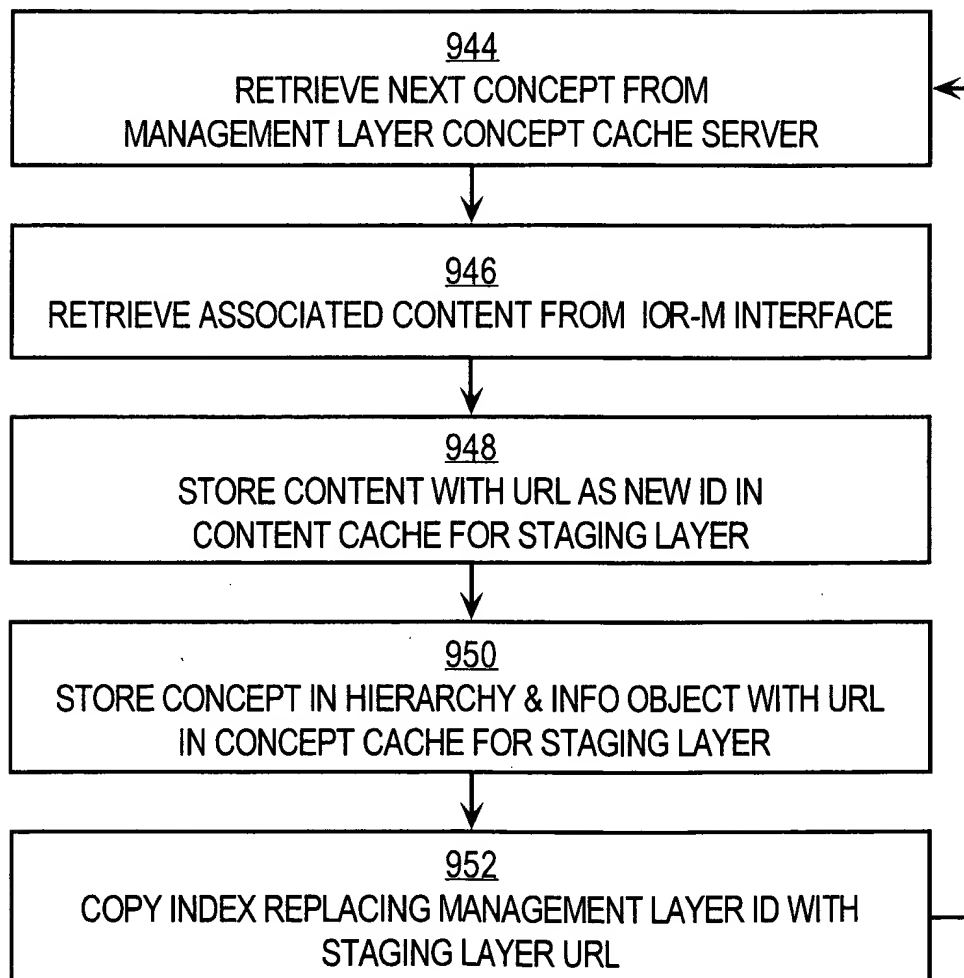 944
RETRIEVE NEXT CONCEPT FROM
MANAGEMENT LAYER CONCEPT CACHE SERVER
946
RETRIEVE ASSOCIATED CONTENT FROM IOR-M INTERFACE
948
STORE CONTENT WITH URL AS NEW ID IN
CONTENT CACHE FOR STAGING LAYER
950
STORE CONCEPT IN HIERARCHY & INFO OBJECT WITH URL
IN CONCEPT CACHE FOR STAGING LAYER
952
COPY INDEX REPLACING MANAGEMENT LAYER ID WITH
STAGING LAYER URL